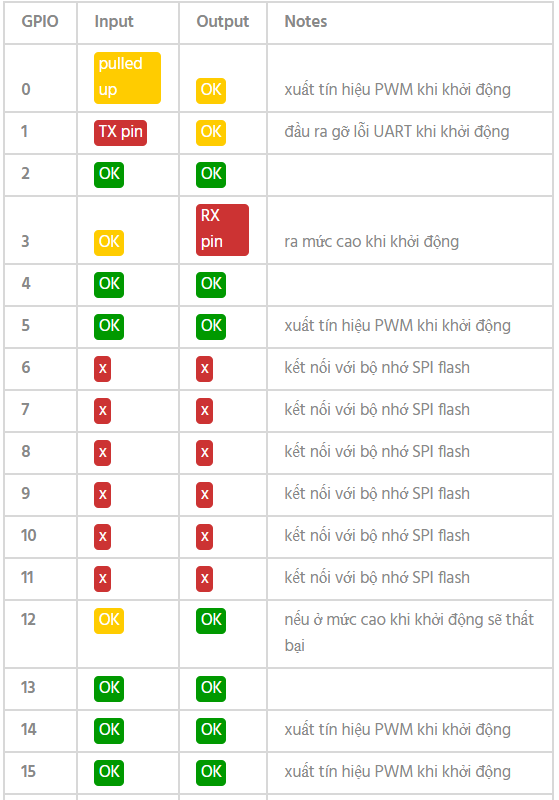 GPIO Input Output Notes
pulled
0 up OK xuất tín hiệu PWM khi khởi động
1 TX pin OK đầu ra gỡ lỗi UART khi khởi động
2 OK OK
RX
3 OK pin ra mức cao khi khởi động
4 OK OK
5 OK OK xuất tín hiệu PWM khi khởi động
6 x x kết nối với bộ nhớ SPI flash
7 x x kết nối với bộ nhớ SPI flash
8 x x kết nối với bộ nhớ SPI flash
9 x x kết nối với bộ nhớ SPI flash
10 x x kết nối với bộ nhớ SPI flash
11 x x kết nối với bộ nhớ SPI flash
12 OK OK nếu ở mức cao khi khởi động sẽ thất
bại
13 OK OK
14 OK OK xuất tín hiệu PWM khi khởi động
15 OK OK xuất tín hiệu PWM khi khởi động